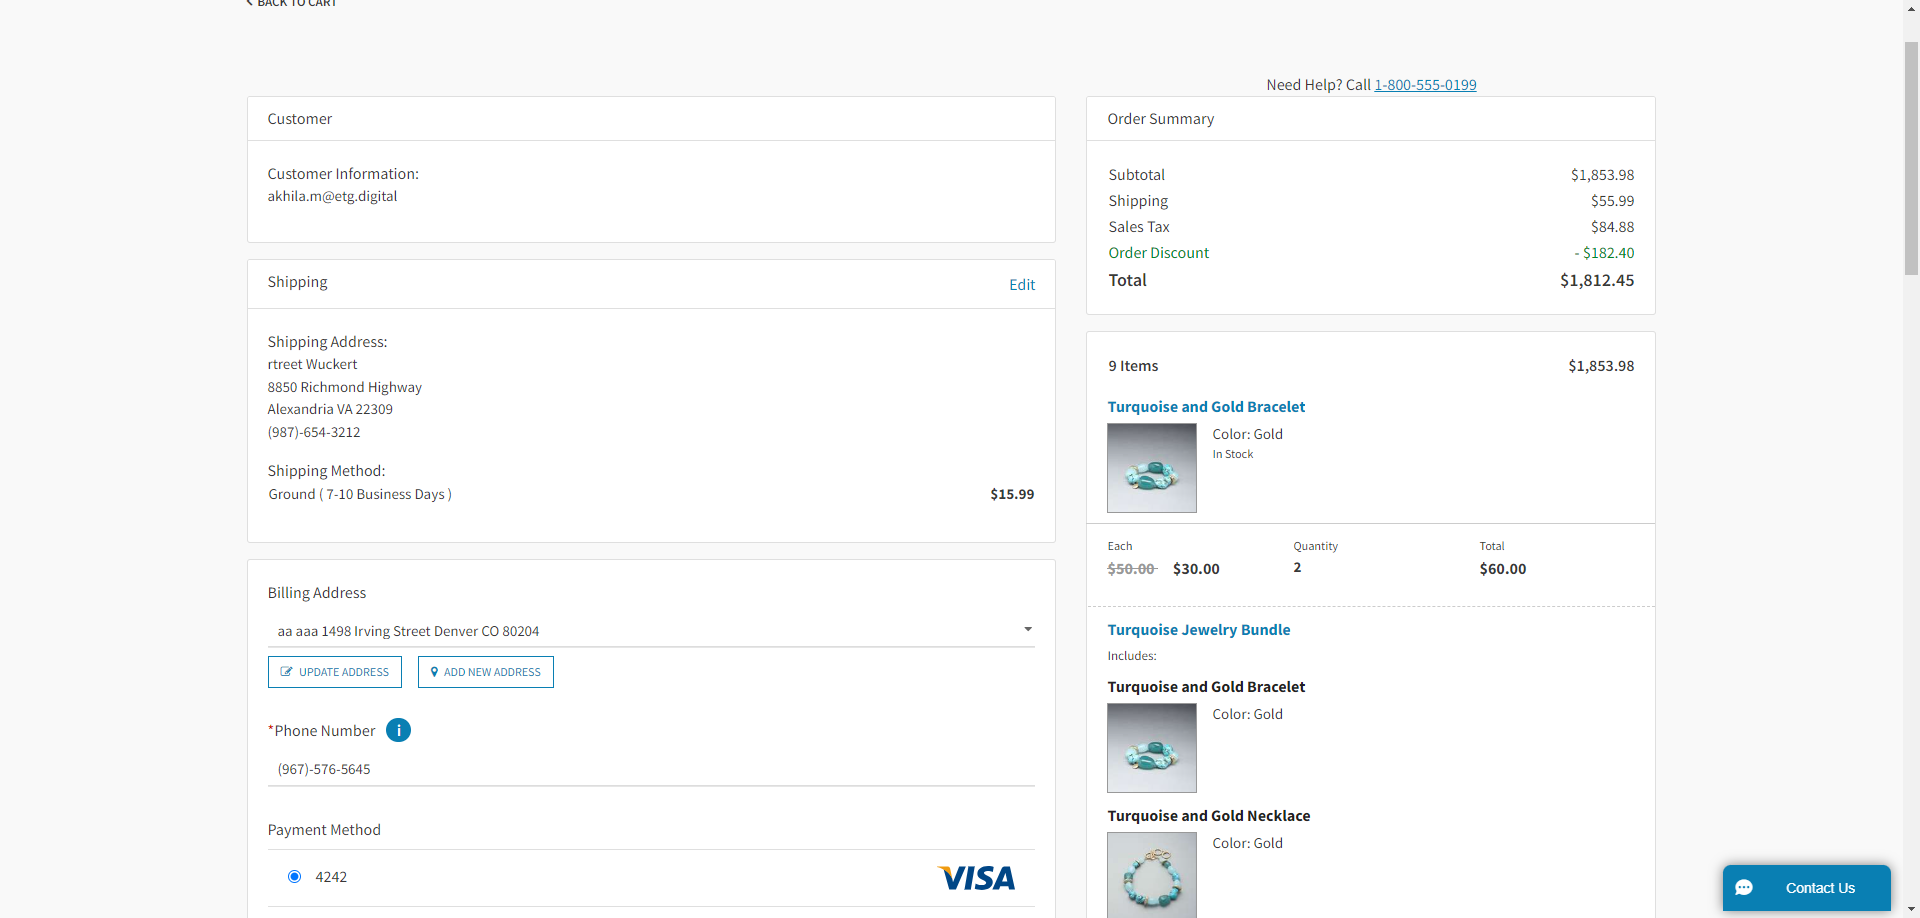 BACK TO CART
Need Help? Call 1-800-555-0199
Customer
Customer Information:
akhila.m@etg.digital
Shipping
Edit
Shipping Address:
rtreet Wuckert
8850 Richmond Highway
Alexandria VA 22309
(987)-654-3212
Shipping Method:
Ground ( 7-10 Business Days ) $15.99
Billing Address
aa aaa 1498 Irving Street Denver CO 80204
UPDATE ADDRESS
ADD NEW ADDRESS
*Phone Number i
(967)-576-5645
Payment Method
4242 VISA
Order Summary
Subtotal $1,853.98
Shipping $55.99
Sales Tax $84.88
Order Discount - $182.40
Total $1,812.45
9 Items $1,853.98
Turquoise and Gold Bracelet
Color: Gold
In Stock
Each Quantity Total
$50.00 $30.00 2 $60.00
Turquoise Jewelry Bundle
Includes:
Turquoise and Gold Bracelet
Color: Gold
Turquoise and Gold Necklace
Color: Gold
Contact Us